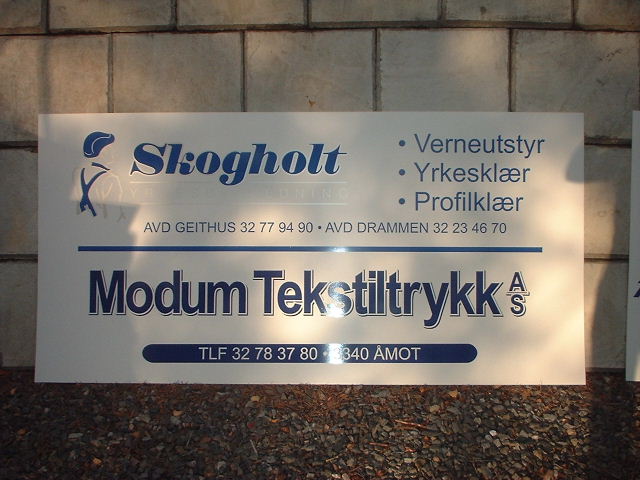 Skogholt
• Verneutstyr
• Yrkesklær
• Profilklær
AVD GEITHUS 32 77 94 90 • AVD DRAMMEN 32 23 46 70
Modum Tekstiltrykk AS
TLF 32 78 37 80 • 3340 ÅMOT